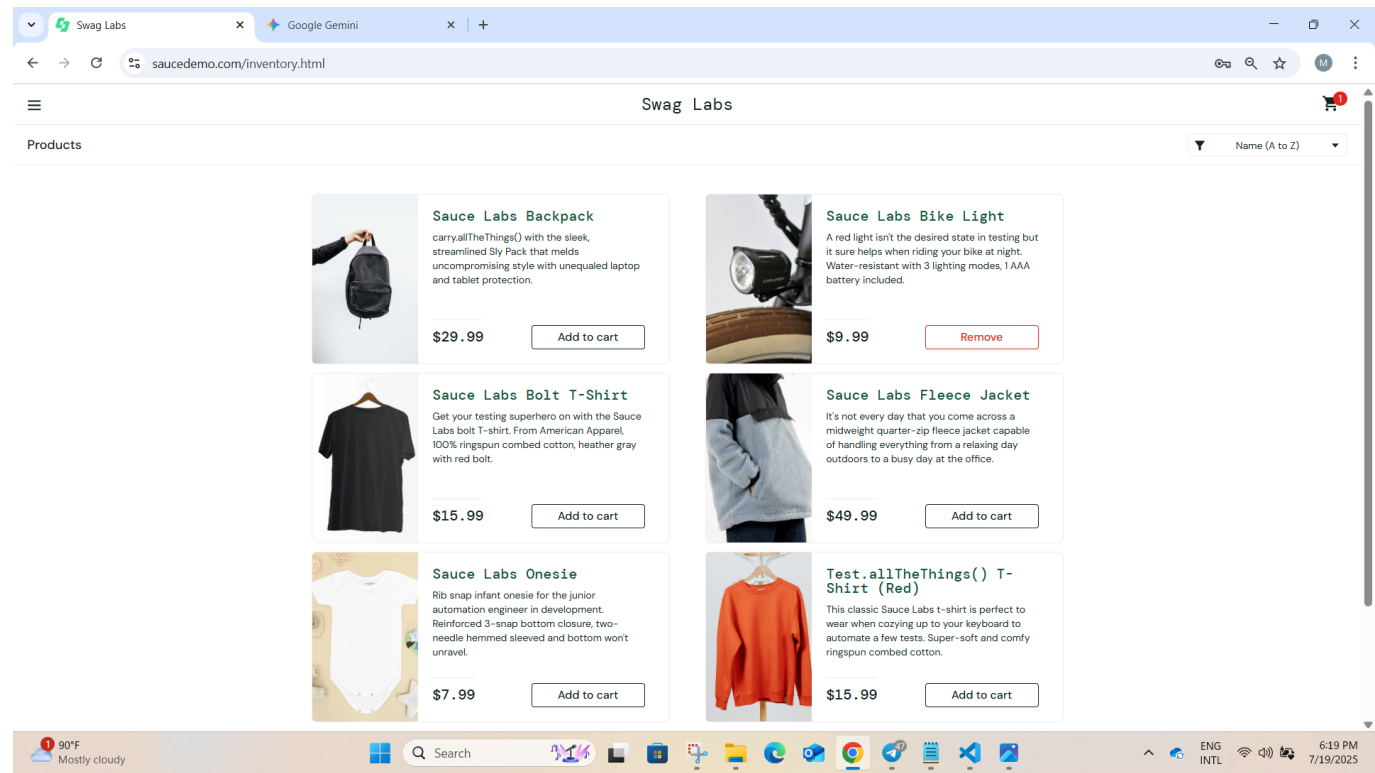 Swag Labs
Google Gemini
saucedemo.com/inventory.html
M
Swag Labs
1
Products
Name (A to Z)
Sauce Labs Backpack
carry.allTheThings() with the sleek,
streamlined Sly Pack that melds
uncompromising style with unequaled laptop
and tablet protection.
$29.99
Add to cart
Sauce Labs Bike Light
A red light isn't the desired state in testing but
it sure helps when riding your bike at night.
Water-resistant with 3 lighting modes, 1 AAA
battery included.
$9.99
Remove
Sauce Labs Bolt T-Shirt
Get your testing superhero on with the Sauce
Labs bolt T-shirt. From American Apparel,
100% ringspun combed cotton, heather gray
with red bolt.
$15.99
Add to cart
Sauce Labs Fleece Jacket
It's not every day that you come across a
midweight quarter-zip fleece jacket capable
of handling everything from a relaxing day
outdoors to a busy day at the office.
$49.99
Add to cart
Sauce Labs Onesie
Rib snap infant onesie for the junior
automation engineer in development.
Reinforced 3-snap bottom closure, two-
needle hemmed sleeved and bottom won't
unravel.
$7.99
Add to cart
Test.allTheThings() T-
Shirt (Red)
This classic Sauce Labs t-shirt is perfect to
wear when cozying up to your keyboard to
automate a few tests. Super-soft and comfy
ringspun combed cotton.
$15.99
Add to cart
1
90°F
Mostly cloudy
Search
47
ENG
INTL
6:19 PM
7/19/2025